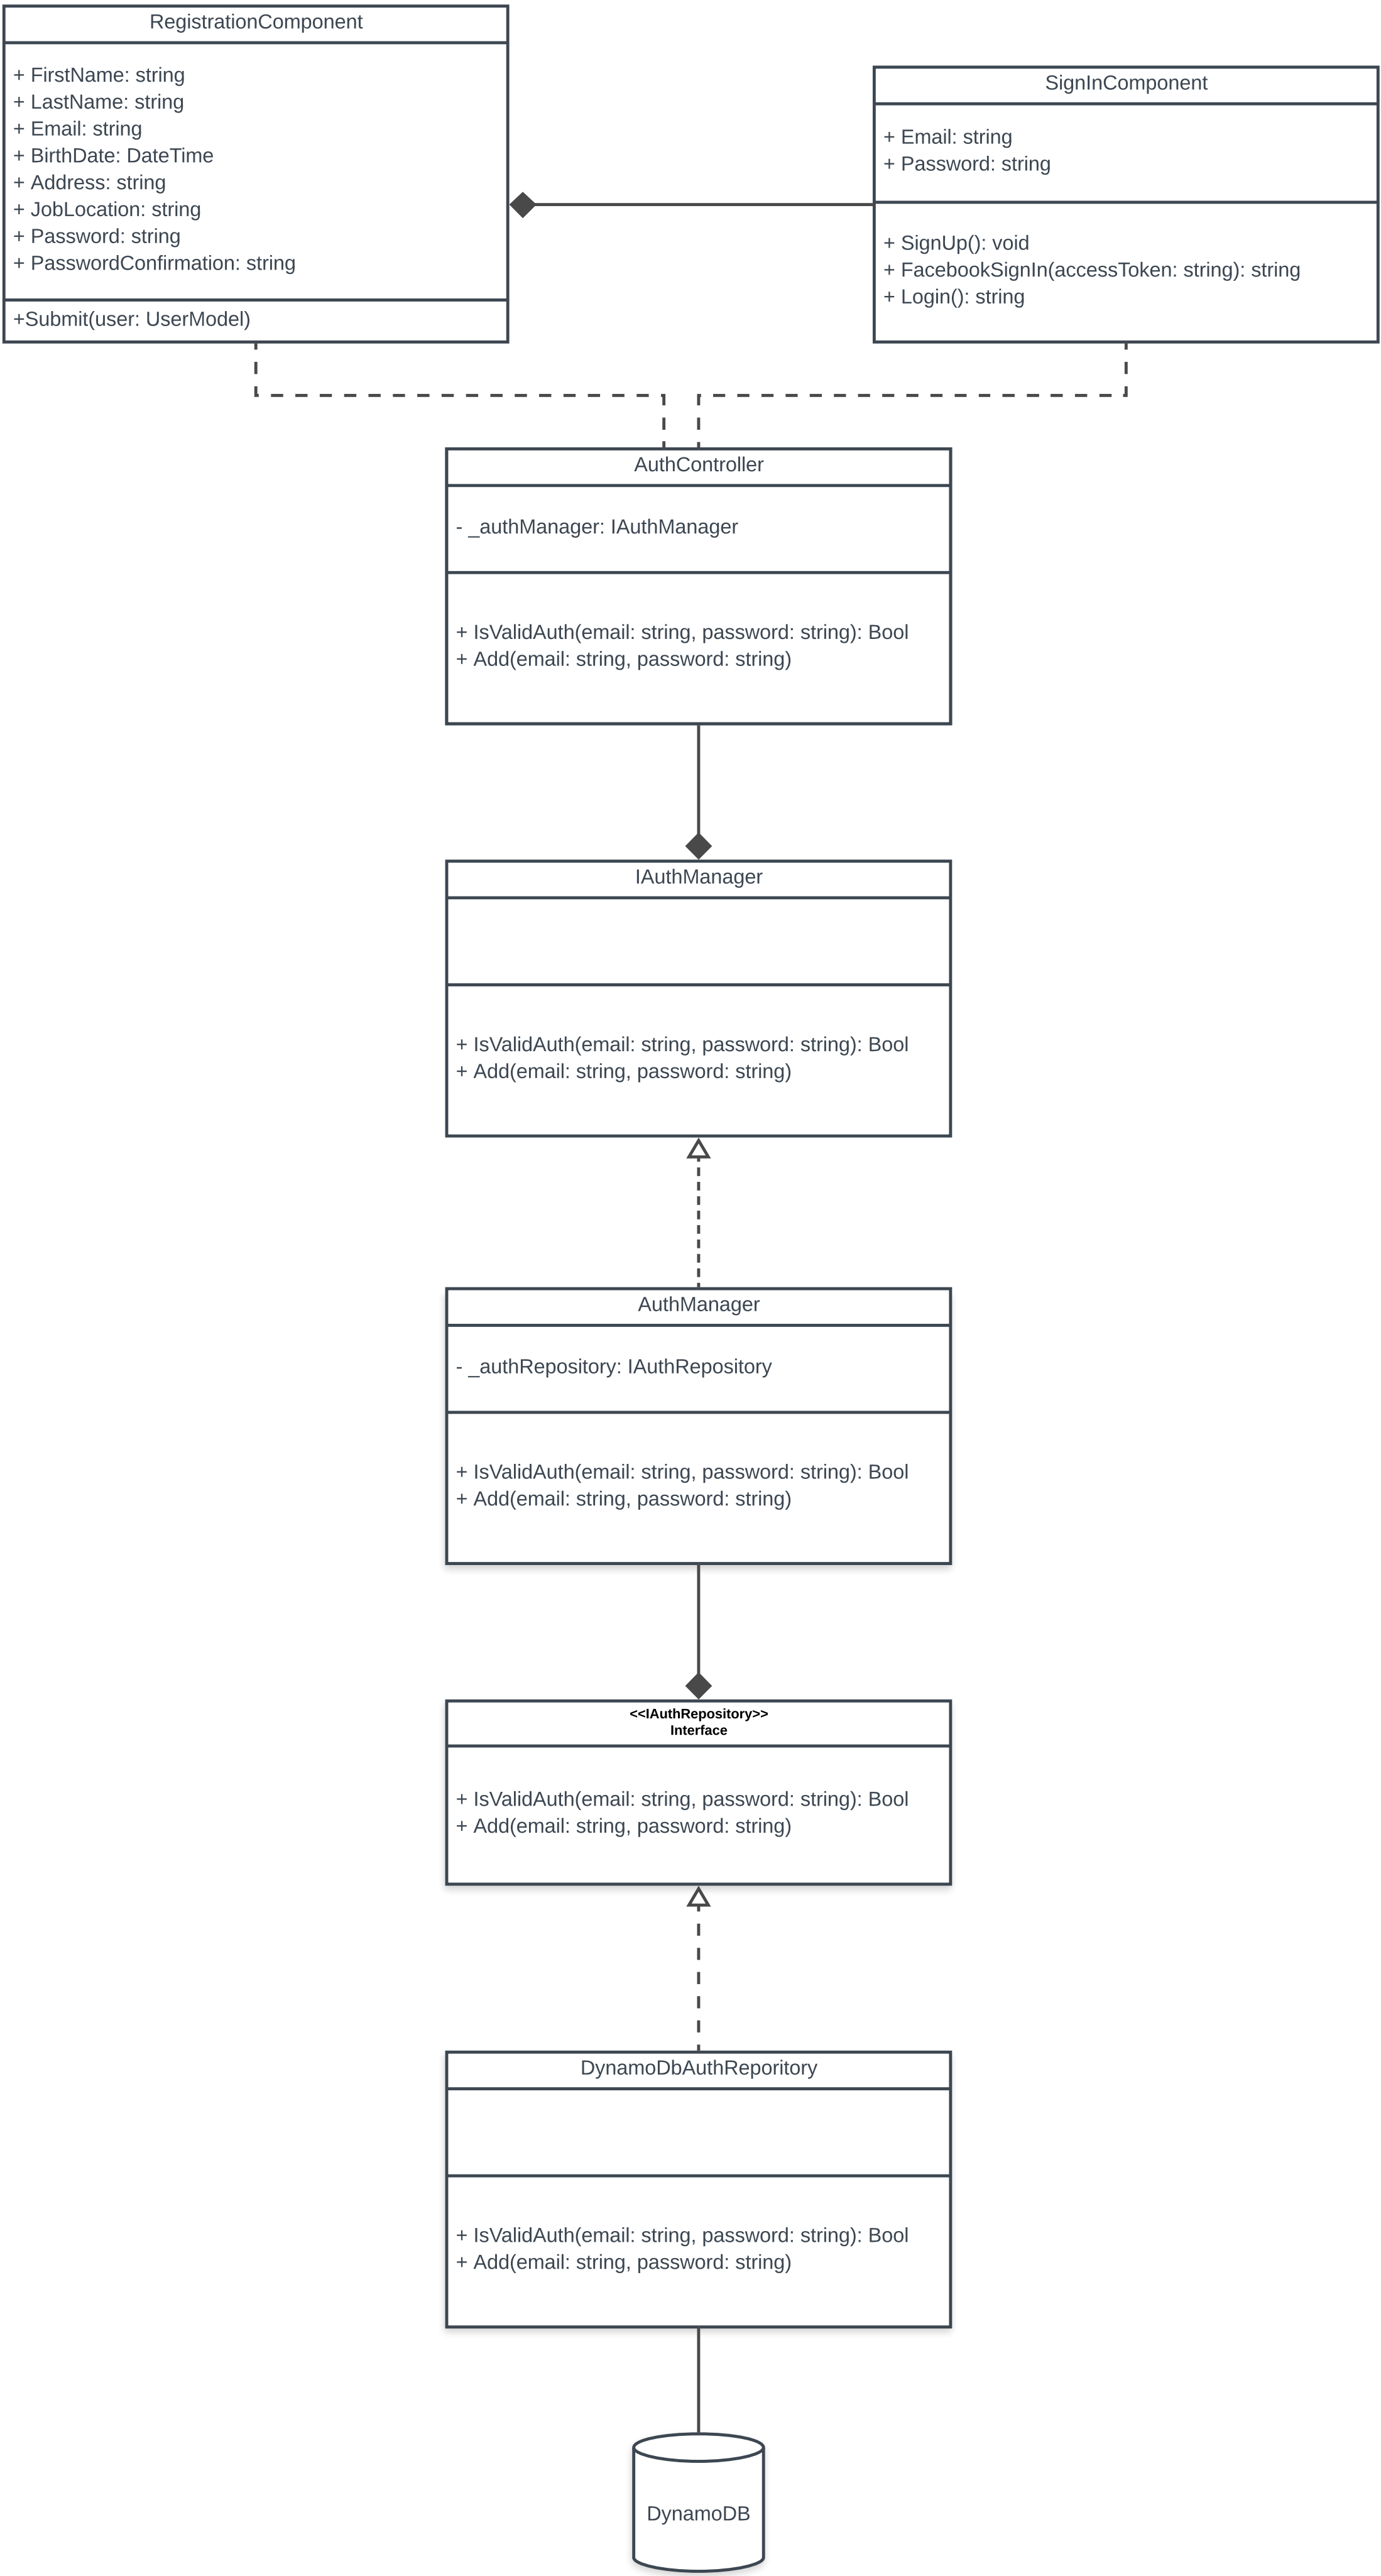 RegistrationComponent
+ FirstName: string
+ LastName: string
+ Email: string
+ BirthDate: DateTime
+ Address: string
+ JobLocation: string
+ Password: string
+ PasswordConfirmation: string
+Submit(user: UserModel)
SignInComponent
+ Email: string
+ Password: string
+ SignUp(): void
+ FacebookSignIn(accessToken: string): string
+ Login(): string
AuthController
- _authManager: IAuthManager
+ IsValidAuth(email: string, password: string): Bool
+ Add(email: string, password: string)
IAuthManager
+ IsValidAuth(email: string, password: string): Bool
+ Add(email: string, password: string)
AuthManager
- _authRepository: IAuthRepository
+ IsValidAuth(email: string, password: string): Bool
+ Add(email: string, password: string)
<<IAuthRepository>>
Interface
+ IsValidAuth(email: string, password: string): Bool
+ Add(email: string, password: string)
DynamoDbAuthReporitory
+ IsValidAuth(email: string, password: string): Bool
+ Add(email: string, password: string)
DynamoDB